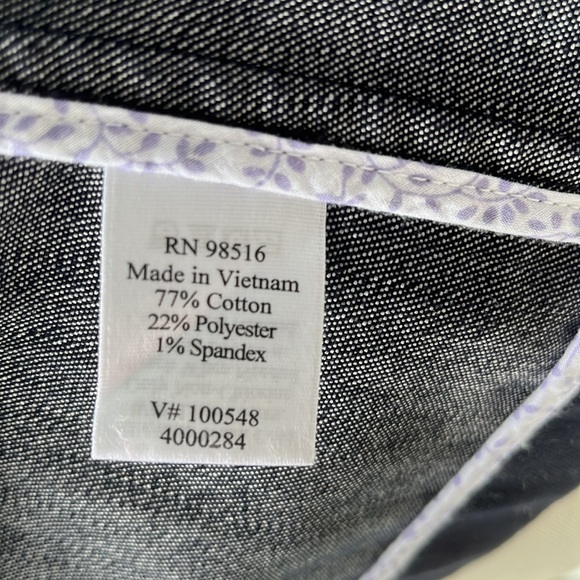 RN 98516
Made in Vietnam
77% Cotton
22% Polyester
1% Spandex
V# 100548
4000284